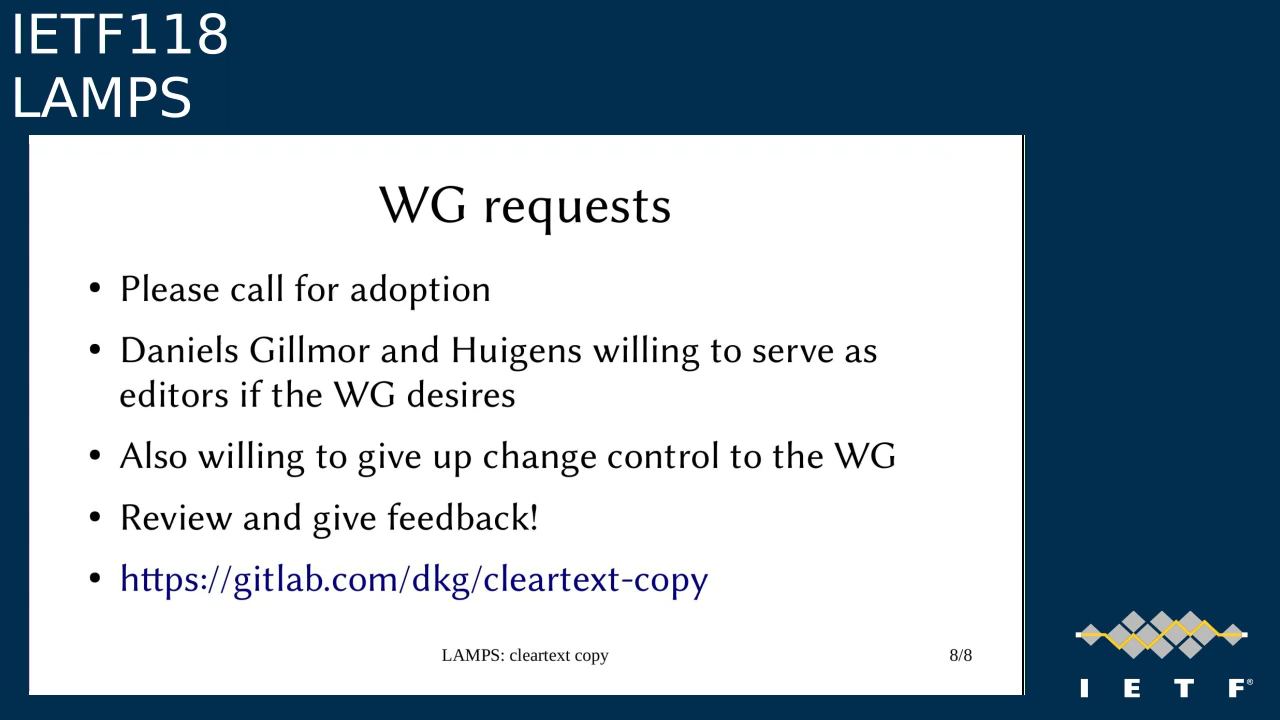 IETF118
LAMPS
WG requests
• Please call for adoption
• Daniels Gillmor and Huigens willing to serve as
editors if the WG desires
• Also willing to give up change control to the WG
• Review and give feedback!
• https://gitlab.com/dkg/cleartext-copy
LAMPS: cleartext copy 8/8
I E T F®